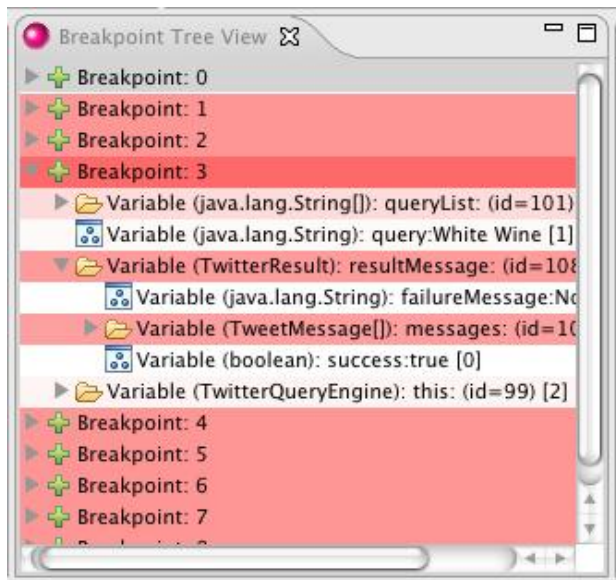 Breakpoint Tree View
Breakpoint: 0
Breakpoint: 1
Breakpoint: 2
Breakpoint: 3
Variable (java.lang.String[]): queryList: (id=101)
Variable (java.lang.String): query:White Wine [1]
Variable (TwitterResult): resultMessage: (id=108
Variable (java.lang.String): failureMessage:No
Variable (TweetMessage[]): messages: (id=10
Variable (boolean): success:true [0]
Variable (TwitterQueryEngine): this: (id=99) [2]
Breakpoint: 4
Breakpoint: 5
Breakpoint: 6
Breakpoint: 7